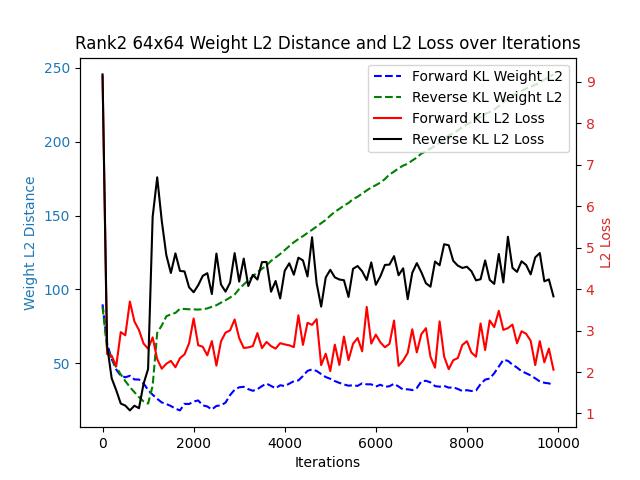 Rank2 64x64 Weight L2 Distance and L2 Loss over Iterations
Forward KL Weight L2
Reverse KL Weight L2
Forward KL L2 Loss
Reverse KL L2 Loss
250
200
150
100
50
Weight L2 Distance
9
8
7
6
5
4
3
2
1
L2 Loss
0
2000
4000
6000
8000
10000
Iterations